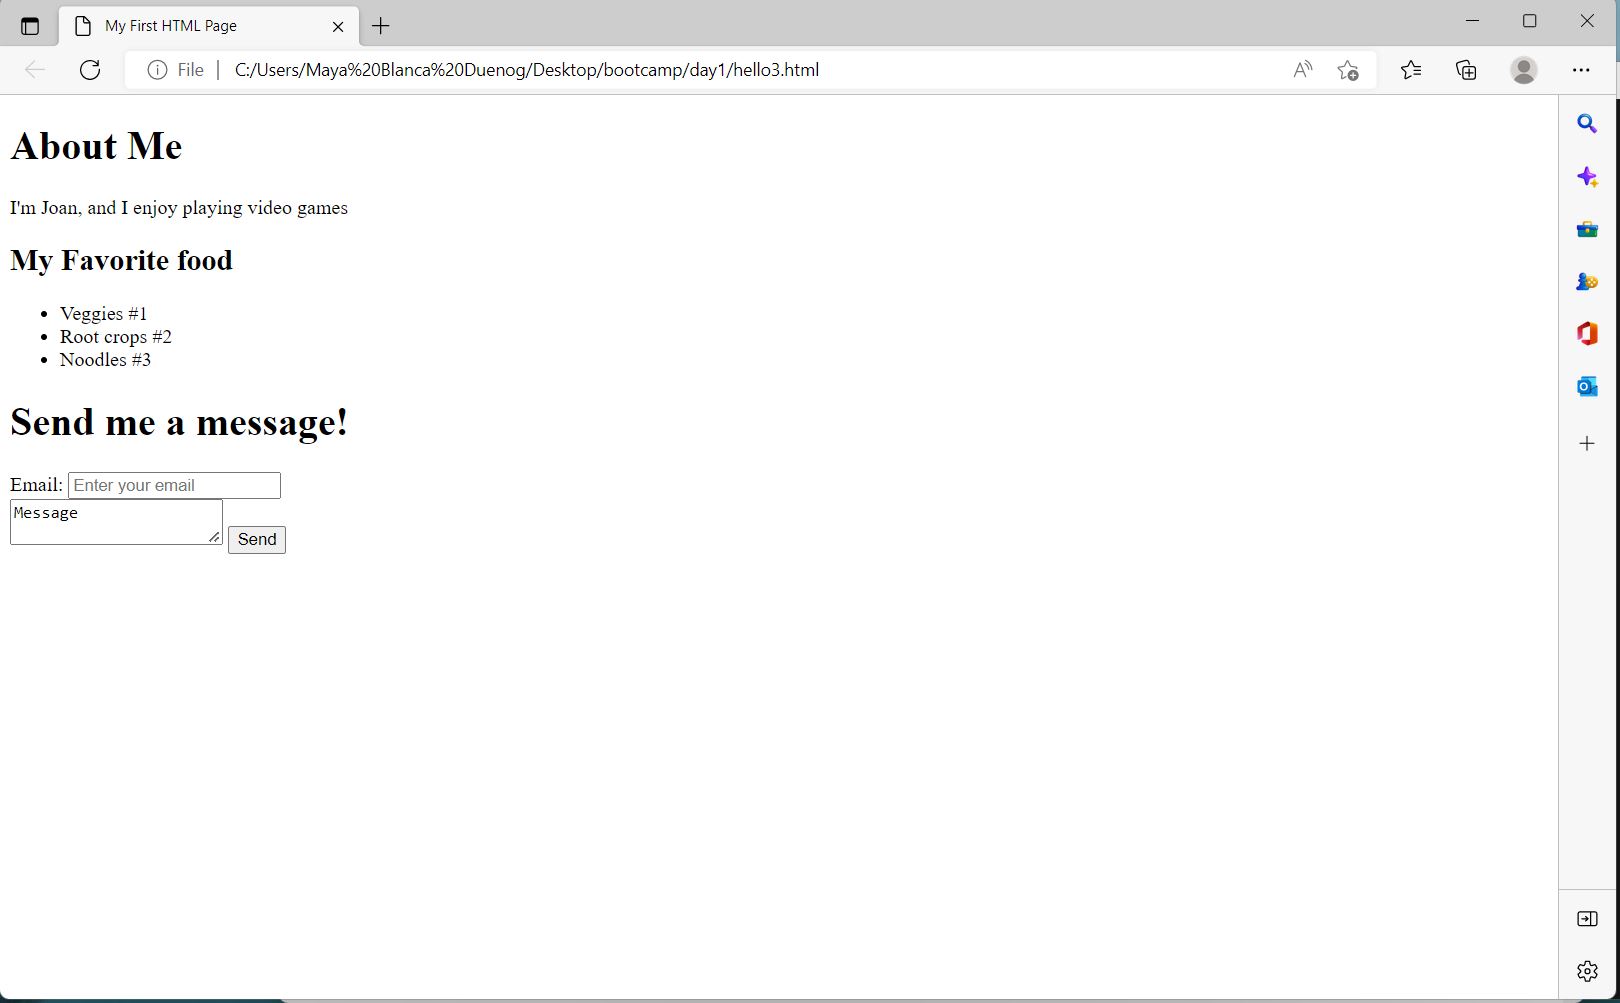 My First HTML Page
File | C:/Users/Maya%20Blanca%20Duenog/Desktop/bootcamp/day1/hello3.html
About Me
I'm Joan, and I enjoy playing video games
My Favorite food
• Veggies #1
• Root crops #2
• Noodles #3
Send me a message!
Email: Enter your email
Message
Send